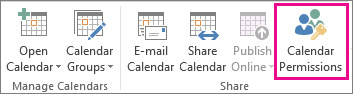 Open Calendar
Calendar Groups
E-mail Calendar
Share Calendar
Publish Online
Calendar Permissions
Manage Calendars
Share